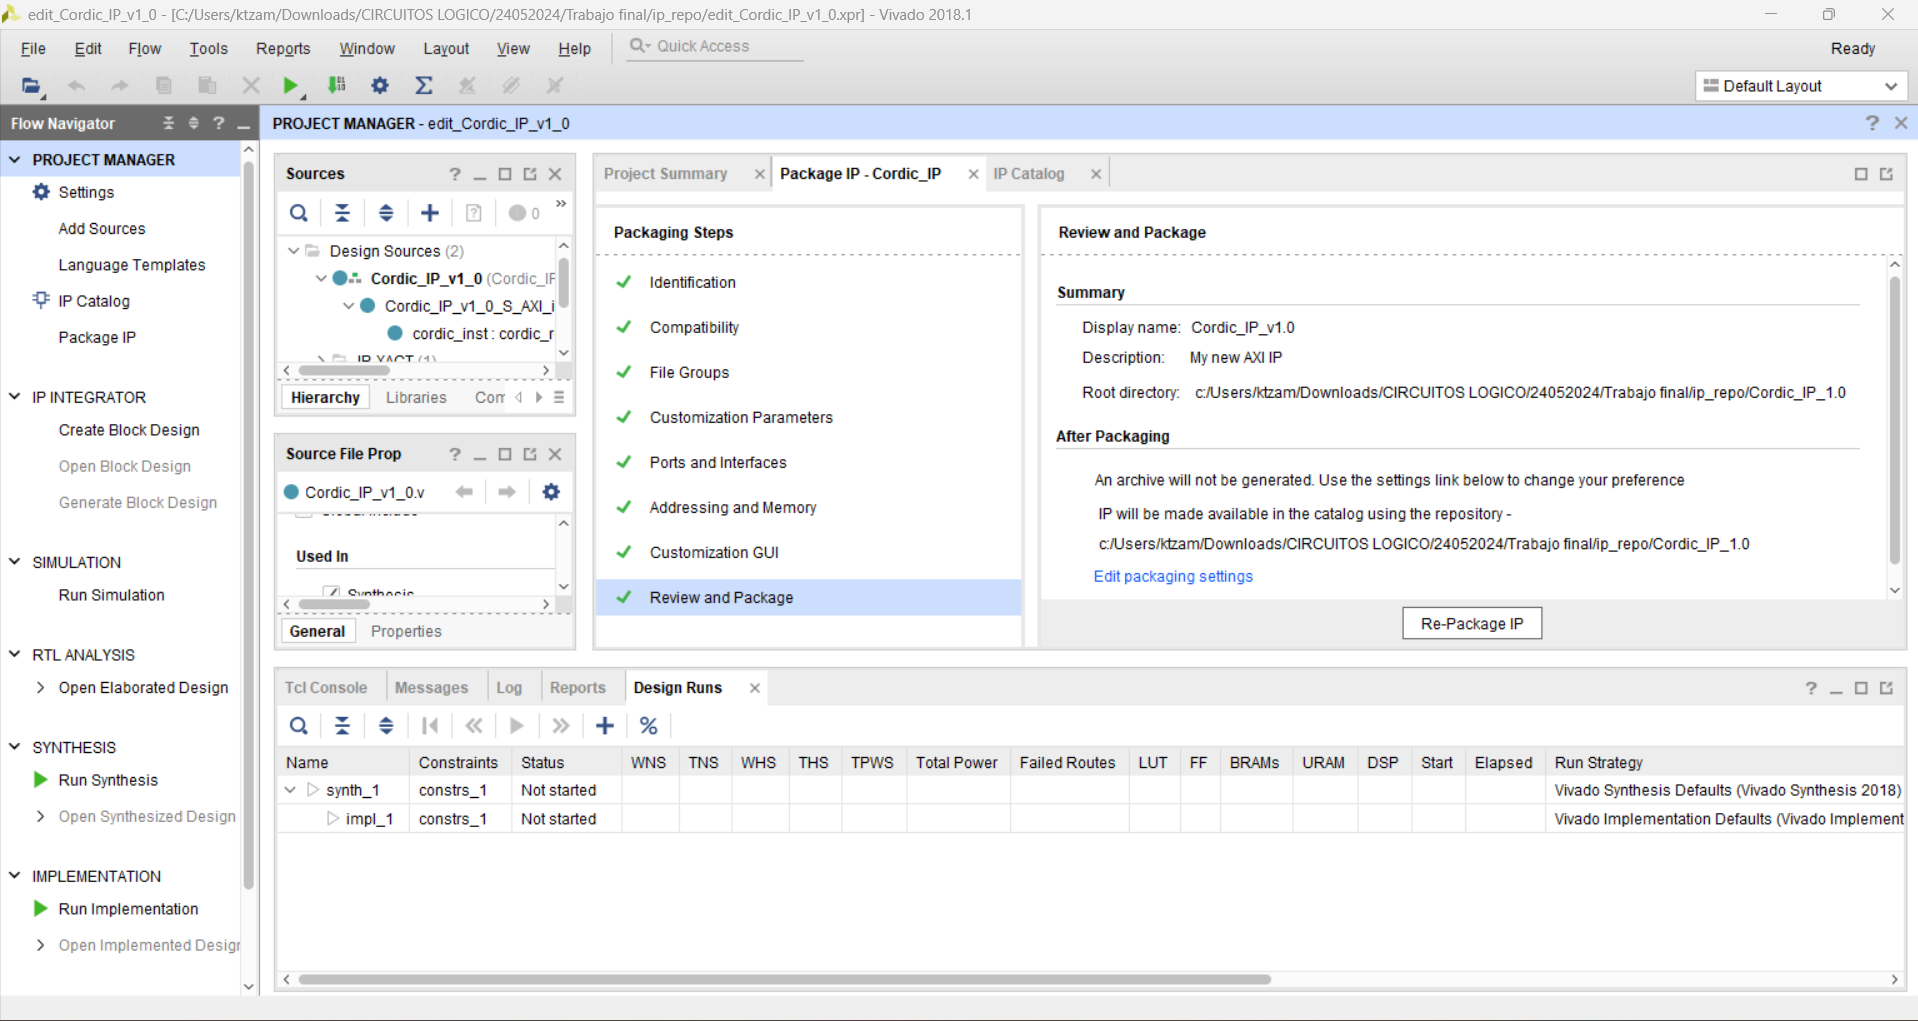 edit_Cordic_IP_v1_0 - [C:/Users/ktzam/Downloads/CIRCUITOS LOGICO/24052024/Trabajo final/ip_repo/edit_Cordic_IP_v1_0.xpr] - Vivado 2018.1
File Edit Flow Tools Reports Window Layout View Help Quick Access Ready
Default Layout
Flow Navigator
PROJECT MANAGER - edit_Cordic_IP_v1_0
PROJECT MANAGER
Settings
Add Sources
Language Templates
IP Catalog
Package IP
IP INTEGRATOR
Create Block Design
Open Block Design
Generate Block Design
SIMULATION
Run Simulation
RTL ANALYSIS
Open Elaborated Design
SYNTHESIS
Run Synthesis
Open Synthesized Design
IMPLEMENTATION
Run Implementation
Open Implemented Desigr
Sources
0
Design Sources (2)
Cordic_IP_v1_0 (Cordic_IF
Cordic_IP_v1_0_S_AXI_i
cordic_inst : cordic_r
IP-XACT (1)
Hierarchy Libraries Con
Source File Prop
Cordic_IP_v1_0.v
Used In
Synthesis
General Properties
Project Summary Package IP - Cordic_IP IP Catalog
Packaging Steps
Identification
Compatibility
File Groups
Customization Parameters
Ports and Interfaces
Addressing and Memory
Customization GUI
Review and Package
Review and Package
Summary
Display name: Cordic_IP_v1.0
Description: My new AXI IP
Root directory: c:/Users/ktzam/Downloads/CIRCUITOS LOGICO/24052024/Trabajo final/ip_repo/Cordic_IP_1.0
After Packaging
An archive will not be generated. Use the settings link below to change your preference
IP will be made available in the catalog using the repository -
c:/Users/ktzam/Downloads/CIRCUITOS LOGICO/24052024/Trabajo final/ip_repo/Cordic_IP_1.0
Edit packaging settings
Re-Package IP
Tcl Console Messages Log Reports Design Runs
Name Constraints Status WNS TNS WHS THS TPWS Total Power Failed Routes LUT FF BRAMs URAM DSP Start Elapsed Run Strategy
synth_1 constrs_1 Not started Vivado Synthesis Defaults (Vivado Synthesis 2018)
impl_1 constrs_1 Not started Vivado Implementation Defaults (Vivado Implement